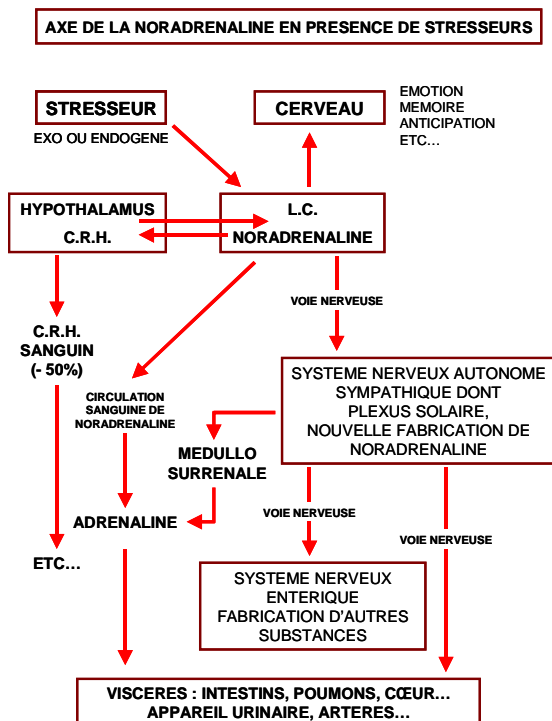 AXE DE LA NORADRENALINE EN PRESENCE DE STRESSEURS
STRESSEUR
EXO OU ENDOGENE
CERVEAU
EMOTION
MEMOIRE
ANTICIPATION
ETC…
HYPOTHALAMUS
C.R.H.
L.C.
NORADRENALINE
VOIE NERVEUSE
C.R.H.
SANGUIN
(- 50%)
CIRCULATION
SANGUINE DE
NORADRENALINE
SYSTEME NERVEUX AUTONOME
SYMPATHIQUE DONT
PLEXUS SOLAIRE,
NOUVELLE FABRICATION DE
NORADRENALINE
MEDULLO
SURRENALE
VOIE NERVEUSE
VOIE NERVEUSE
ADRENALINE
ETC…
SYSTEME NERVEUX
ENTERIQUE
FABRICATION D'AUTRES
SUBSTANCES
VISCERES : INTESTINS, POUMONS, CŒUR…
APPAREIL URINAIRE, ARTERES…